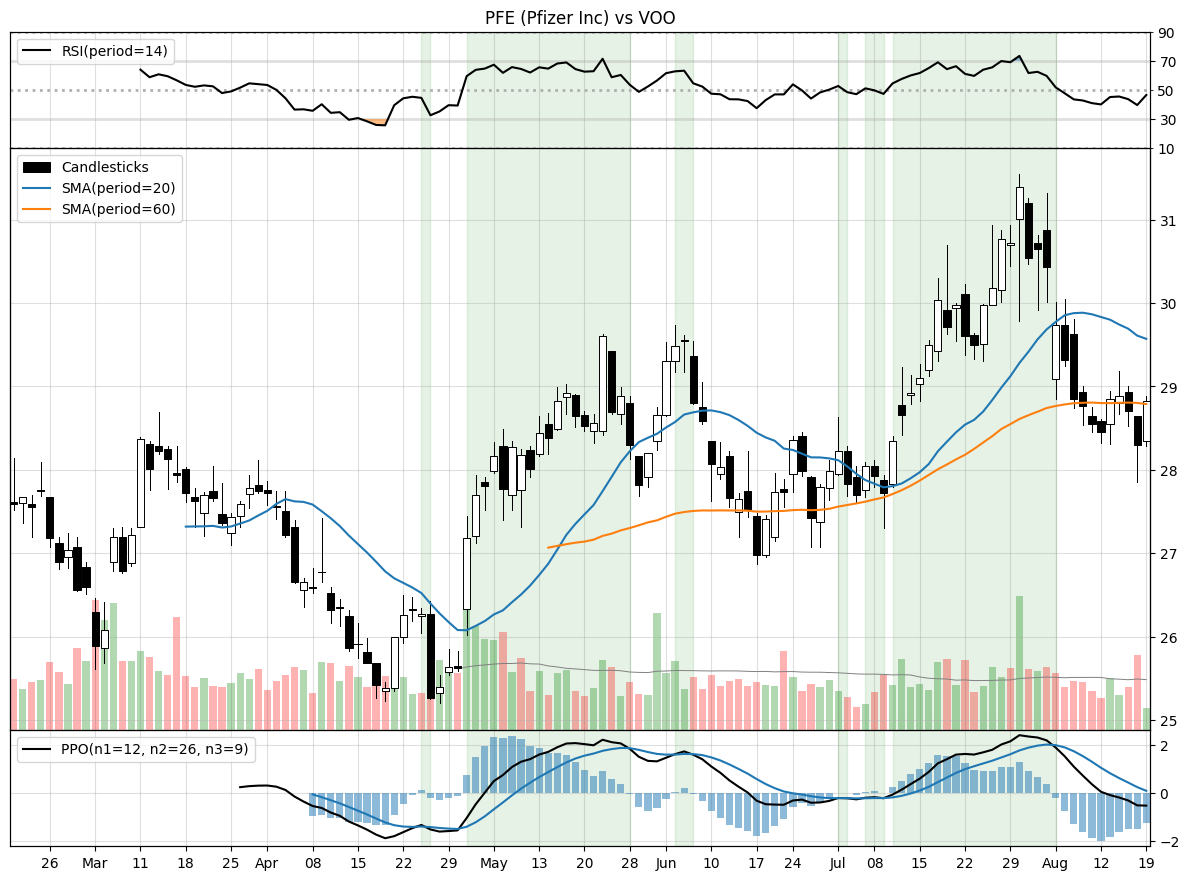 PFE (Pfizer Inc) vs VOO
RSI(period=14)
90
70
50
30
10
Candlesticks
SMA(period=20)
SMA(period=60)
31
30
29
28
27
26
25
PPO(n1=12, n2=26, n3=9)
2
0
−2
26 Mar 11 18 25 Apr 08 15 22 29 May 13 20 28 Jun 10 17 24 Jul 08 15 22 29 Aug 12 19